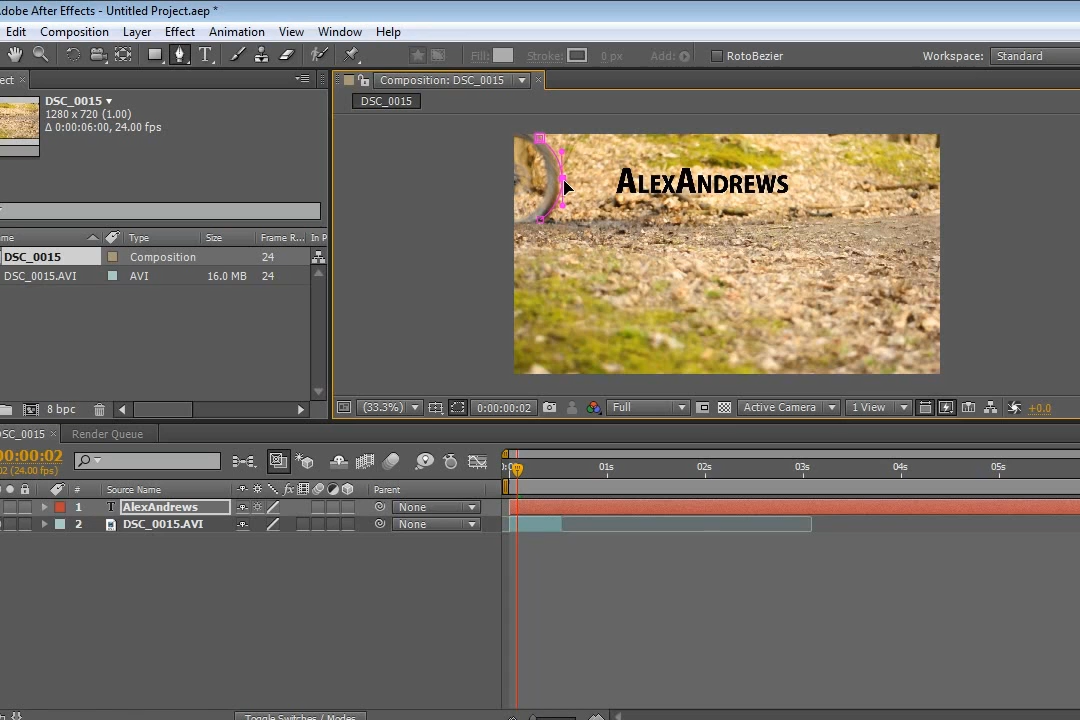 dobe After Effects - Untitled Project.aep *
Edit Composition Layer Effect Animation View Window Help
T Fill: Stroke: 0 px Add: RotoBezier Workspace: Standard
ect × Composition: DSC_0015 ×
DSC_0015
DSC_0015
1280 x 720 (1.00)
Δ 0:00:06:00, 24.00 fps
ALEXANDREWS
me Type Size Frame R... In P
DSC_0015 Composition 24
DSC_0015.AVI AVI 16.0 MB 24
8 bpc (33.3%) 0:00:00:02 Full Active Camera 1 View +0.0
DSC_0015 × Render Queue
00:00:02
02 (24.00 fps)
01s 02s 03s 04s 05s
# Source Name fx Parent
1 T AlexAndrews None
2 DSC_0015.AVI None
Toggle Switches / Modes